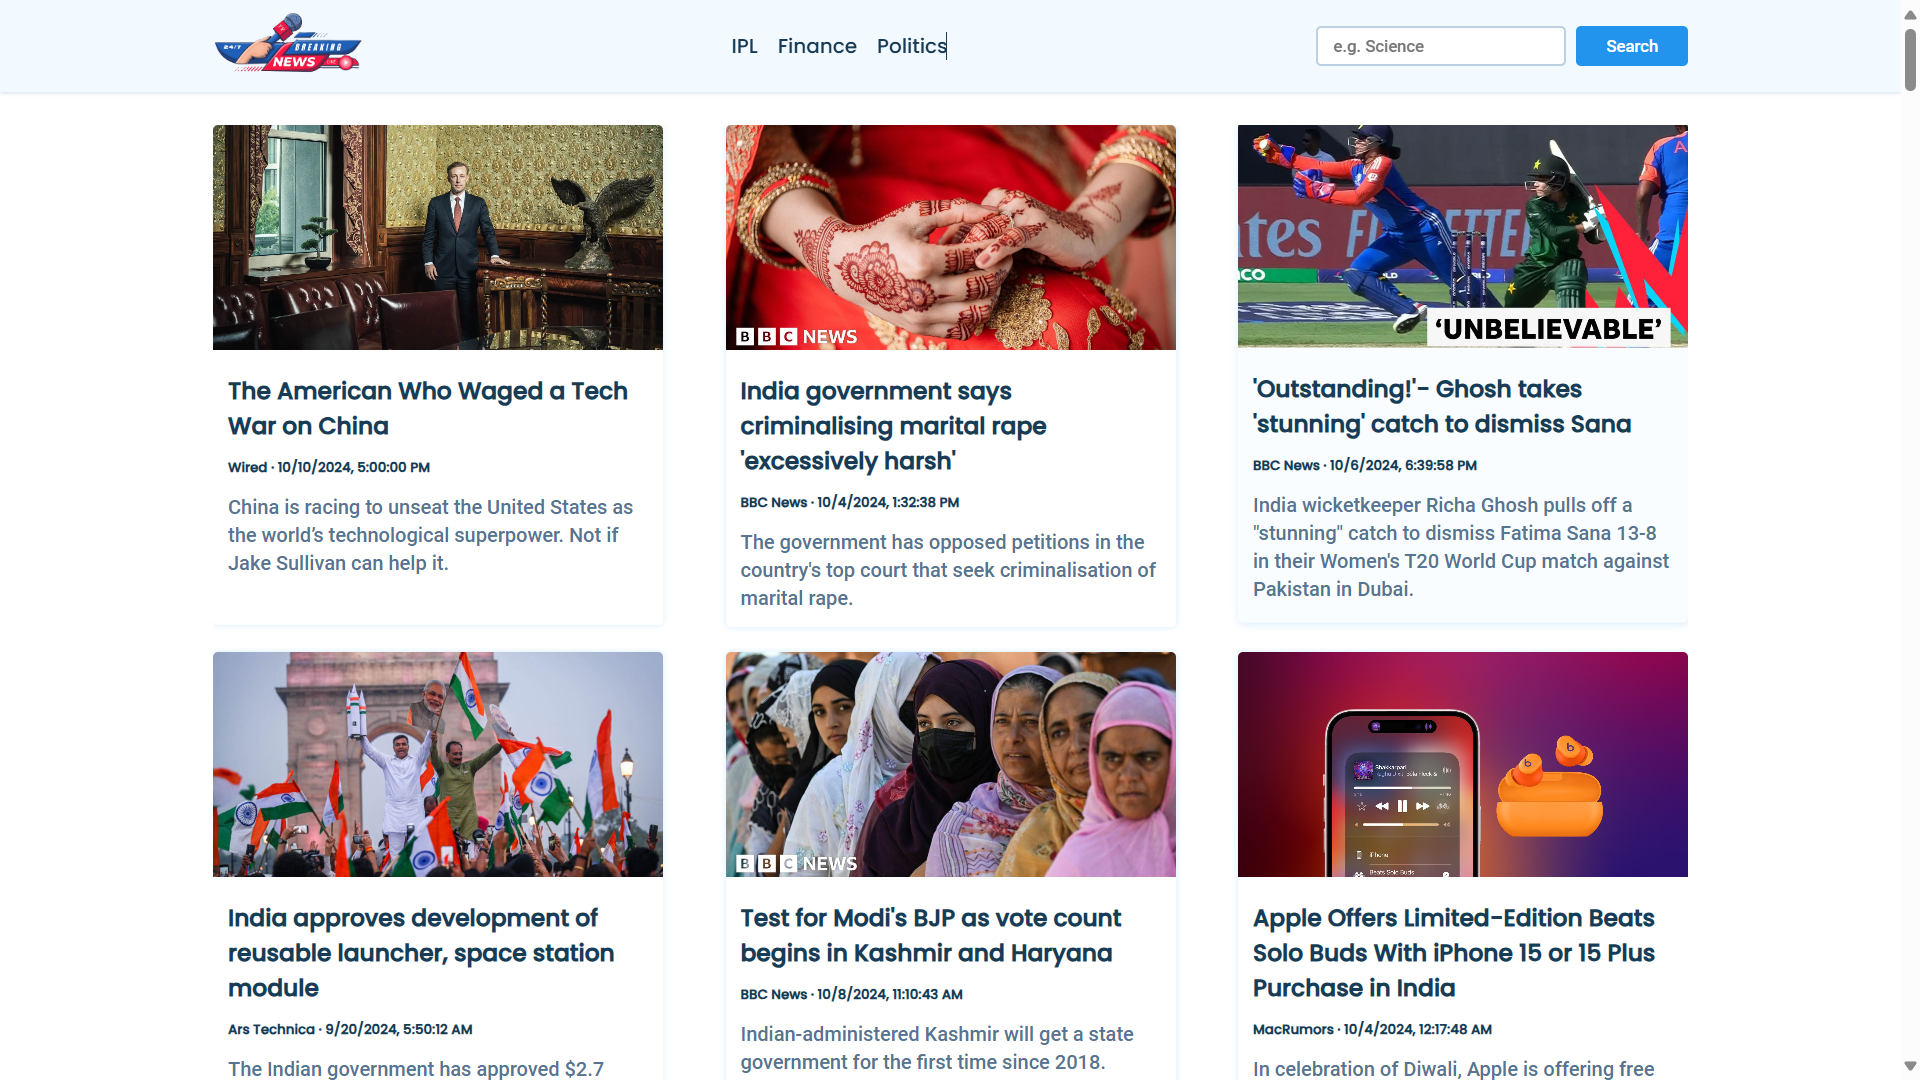 24/7 BREAKING
NEWS
IPL Finance Politics
e.g. Science
Search
BBC NEWS
'UNBELIEVABLE'
The American Who Waged a Tech
War on China
Wired · 10/10/2024, 5:00:00 PM
China is racing to unseat the United States as
the world’s technological superpower. Not if
Jake Sullivan can help it.
India government says
criminalising marital rape
'excessively harsh'
BBC News · 10/4/2024, 1:32:38 PM
The government has opposed petitions in the
country's top court that seek criminalisation of
marital rape.
'Outstanding!'- Ghosh takes
'stunning' catch to dismiss Sana
BBC News · 10/6/2024, 6:39:58 PM
India wicketkeeper Richa Ghosh pulls off a
"stunning" catch to dismiss Fatima Sana 13-8
in their Women's T20 World Cup match against
Pakistan in Dubai.
BBC NEWS
iPhone
Beats Solo Buds
India approves development of
reusable launcher, space station
module
Ars Technica · 9/20/2024, 5:50:12 AM
The Indian government has approved $2.7
Test for Modi's BJP as vote count
begins in Kashmir and Haryana
BBC News · 10/8/2024, 11:10:43 AM
Indian-administered Kashmir will get a state
government for the first time since 2018.
Apple Offers Limited-Edition Beats
Solo Buds With iPhone 15 or 15 Plus
Purchase in India
MacRumors · 10/4/2024, 12:17:48 AM
In celebration of Diwali, Apple is offering free